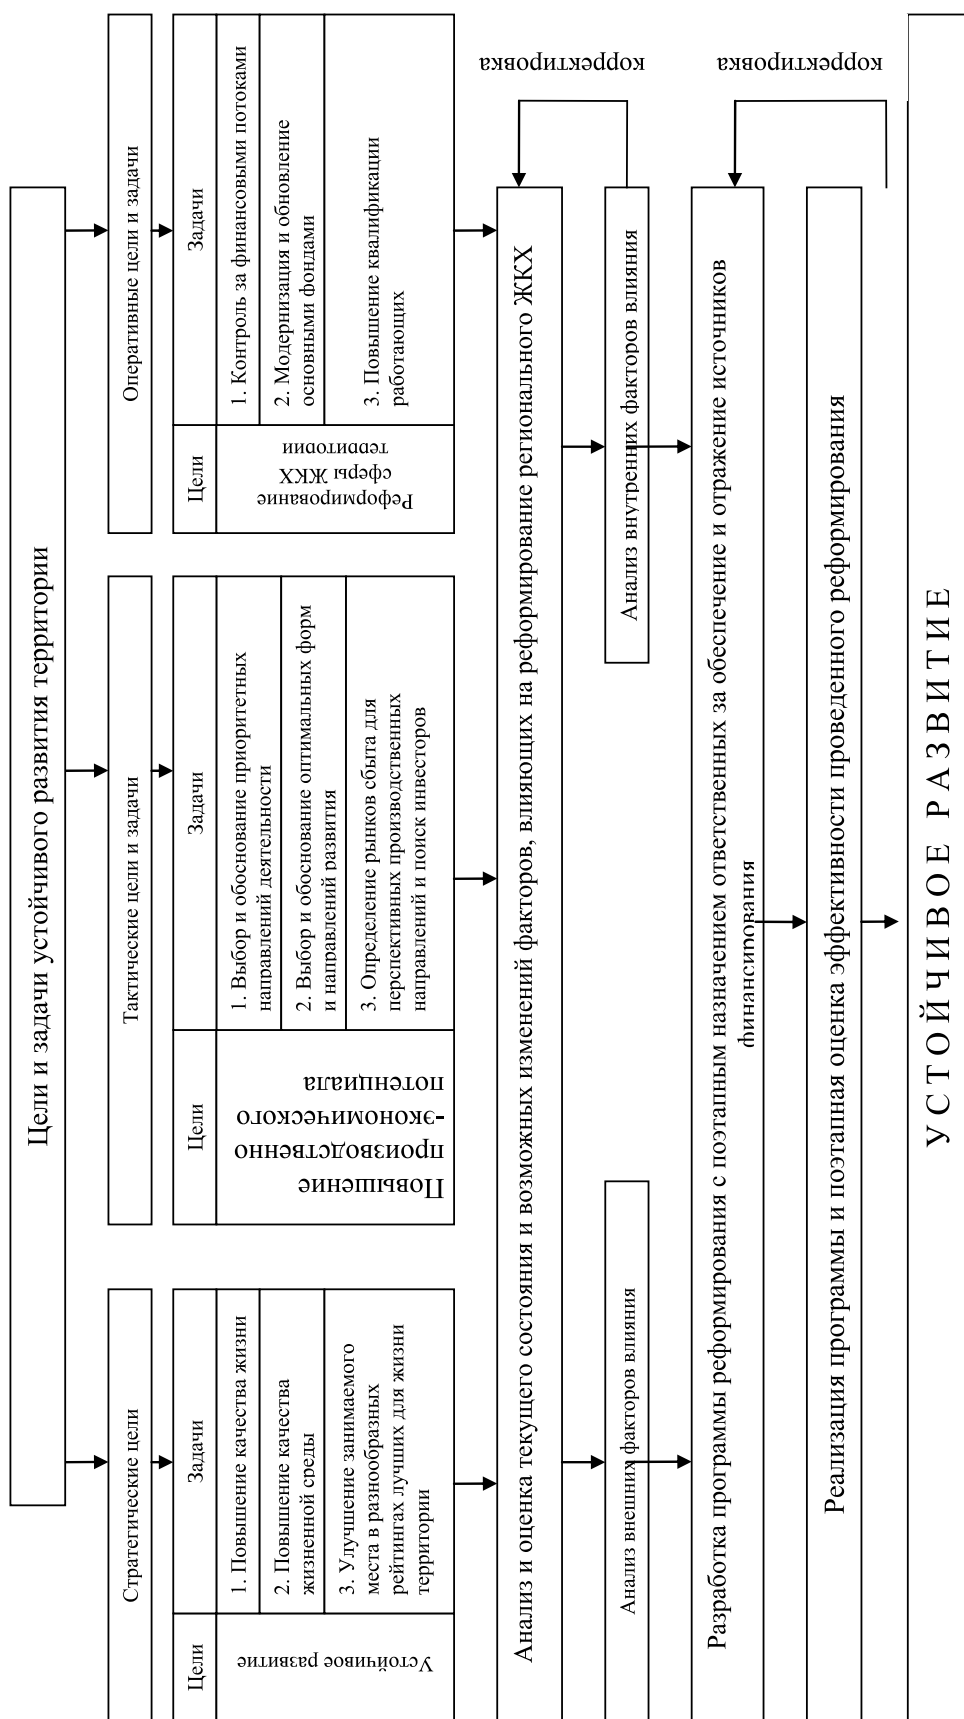 Цели и задачи устойчивого развития территории
Стратегические цели
Тактические цели и задачи
Оперативные цели и задачи
Цели
Задачи
Устойчивое развитие
1. Повышение качества жизни
2. Повышение качества
жизненной среды
3. Улучшение занимаемого
места в разнообразных
рейтингах лучших для жизни
территории
Цели
Задачи
Повышение
производственно
-экономического
потенциала
1. Выбор и обоснование приоритетных
направлений деятельности
2. Выбор и обоснование оптимальных форм
и направлений развития
3. Определение рынков сбыта для
перспективных производственных
направлений и поиск инвесторов
Цели
Задачи
Реформирование
сферы ЖКХ
территории
1. Контроль за финансовыми потоками
2. Модернизация и обновление
основными фондами
3. Повышение квалификации
работающих
Анализ и оценка текущего состояния и возможных изменений факторов, влияющих на реформирование регионального ЖКХ
корректировка
Анализ внешних факторов влияния
Анализ внутренних факторов влияния
Разработка программы реформирования с поэтапным назначением ответственных за обеспечение и отражение источников
финансирования
корректировка
Реализация программы и поэтапная оценка эффективности проведенного реформирования
УСТОЙЧИВОЕ РАЗВИТИЕ